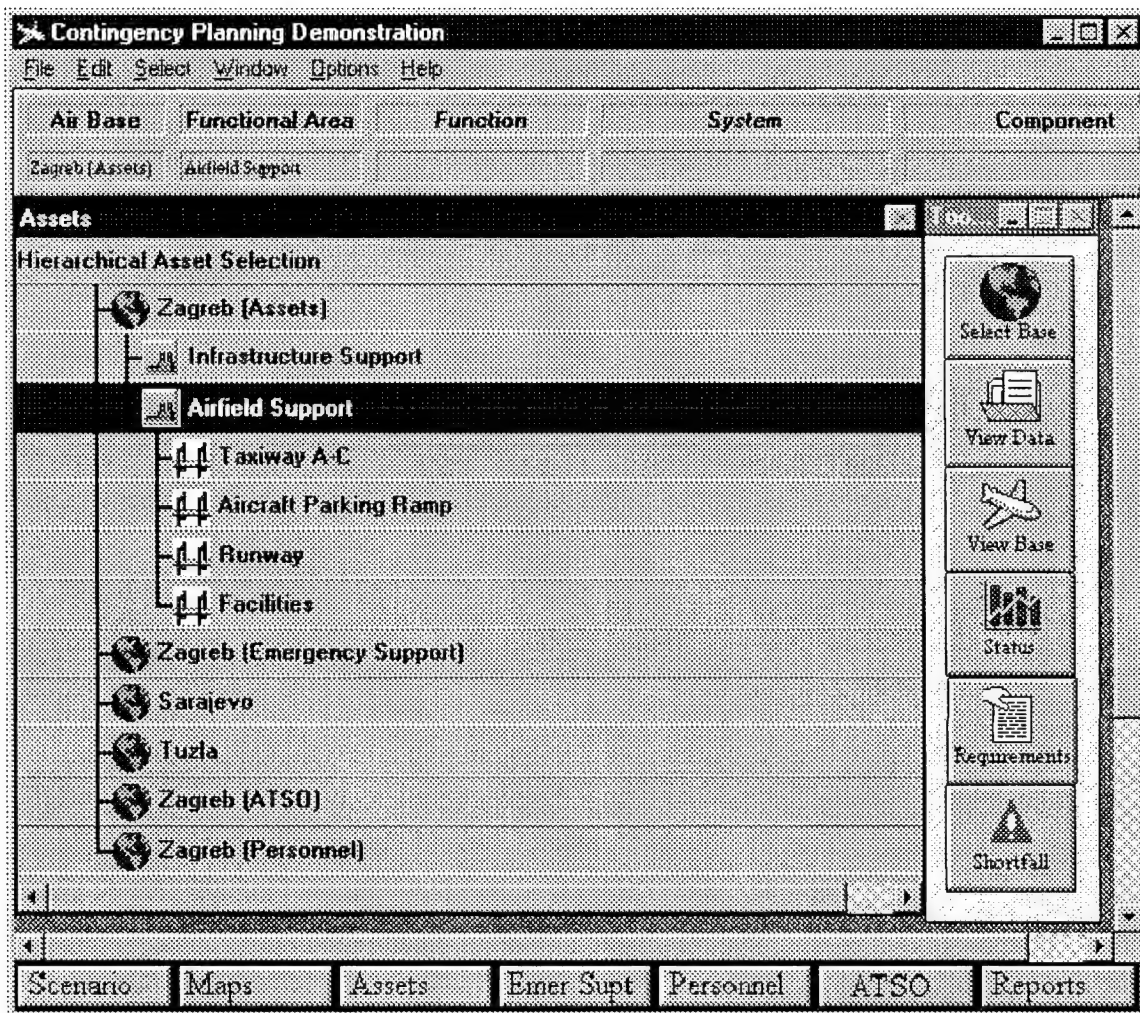 Contingency Planning Demonstration
File Edit Select Window Options Help
Air Base Functional Area Function System Component
Zagreb (Assets) Airfield Support
Assets
Too...
Hierarchical Asset Selection
Zagreb (Assets)
Infrastructure Support
Airfield Support
Taxiway A-C
Aircraft Parking Ramp
Runway
Facilities
Zagreb (Emergency Support)
Sarajevo
Tuzla
Zagreb (ATSO)
Zagreb (Personnel)
Select Base
View Data
View Base
Status
Requirements
Shortfall
Scenario Maps Assets Emer Supt Personnel ATSO Reports